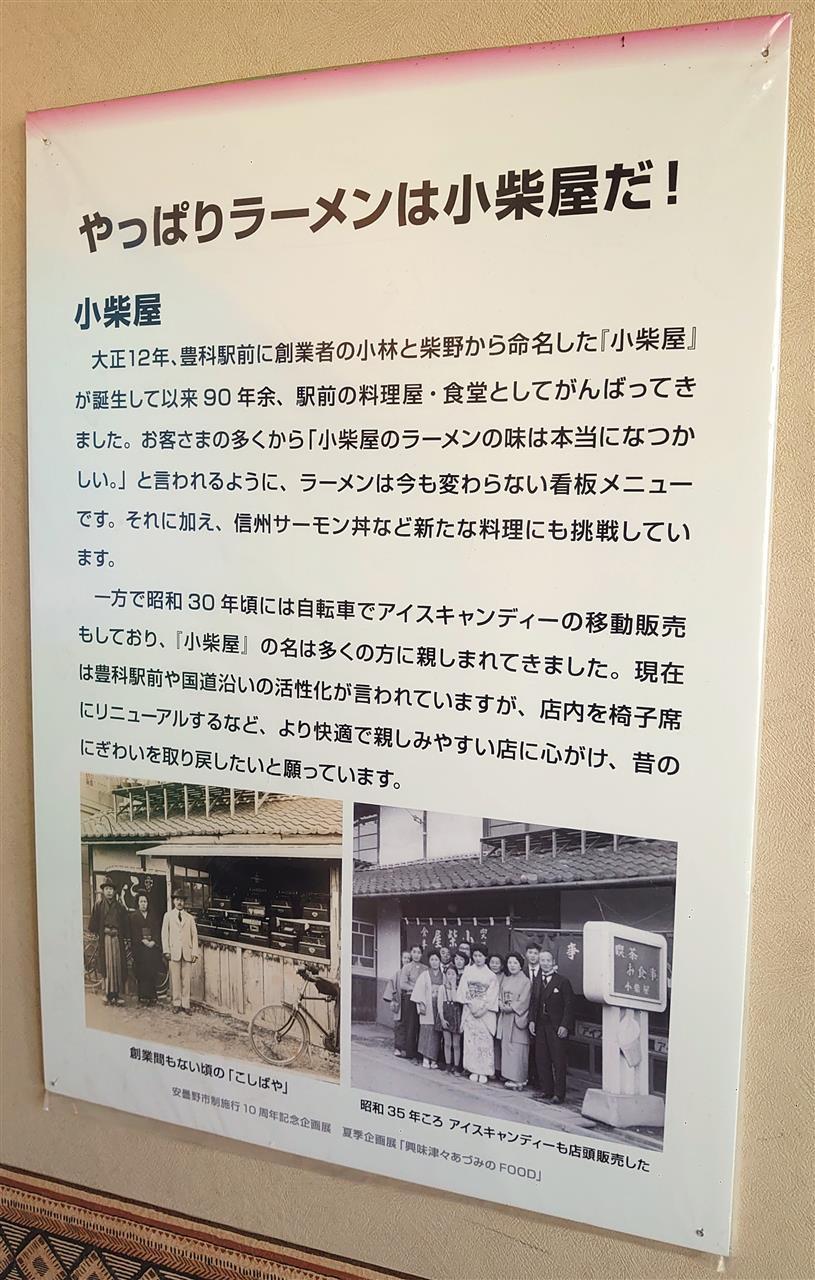 やっぱりラーメンは小柴屋だ！
小柴屋
大正12年、豊科駅前に創業者の小林と柴野から命名した『小柴屋』
が誕生して以来90年余、駅前の料理屋・食堂としてがんばってき
ました。お客さまの多くから「小柴屋のラーメンの味は本当になつか
しい。」と言われるように、ラーメンは今も変わらない看板メニュー
です。それに加え、信州サーモン丼など新たな料理にも挑戦してい
ます。
一方で昭和30年頃には自転車でアイスキャンディーの移動販売
もしており、『小柴屋』の名は多くの方に親しまれてきました。現在
は豊科駅前や国道沿いの活性化が言われていますが、店内を椅子席
にリニューアルするなど、より快適で親しみやすい店に心がけ、昔の
にぎわいを取り戻したいと願っています。
屋柴小
喫茶
お食事
小柴屋
創業間もない頃の「こしばや」
昭和35年ころ アイスキャンディーも店頭販売した
安曇野市制施行10周年記念企画展 夏季企画展「興味津々あづみのFOOD」